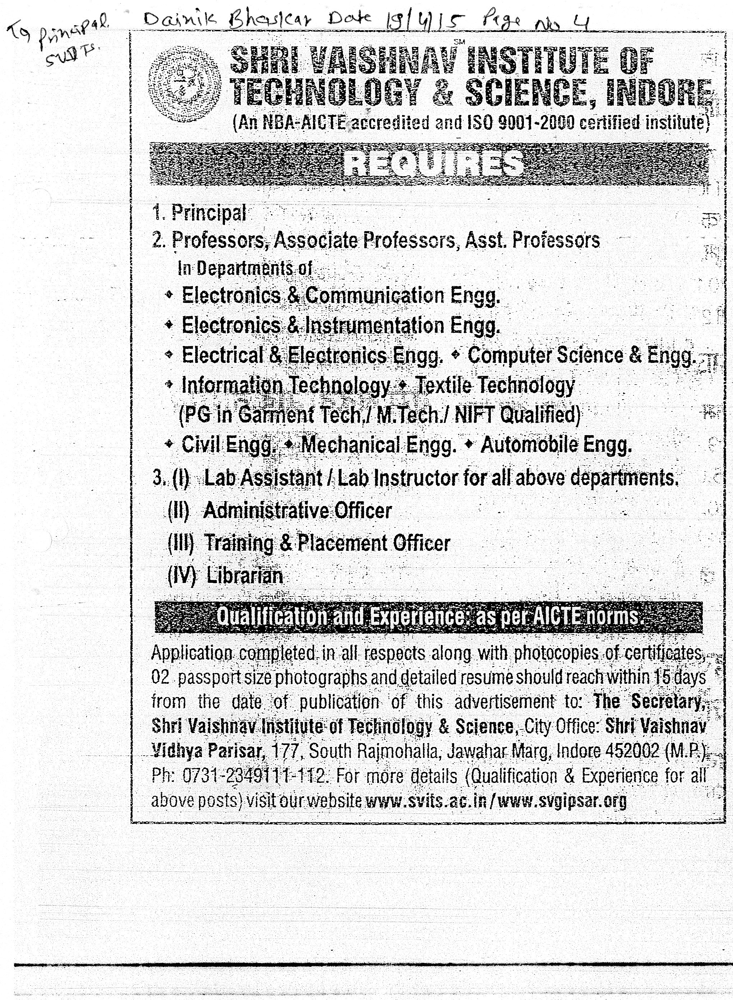 To Principal.
SVITS.
Dainik Bhaskar Date 19/4/15 Page No 4
SHRI VAISHNAV℠ INSTITUTE OF
TECHNOLOGY & SCIENCE, INDORE
(An NBA-AICTE accredited and ISO 9001-2000 certified institute)
REQUIRES
1. Principal
2. Professors, Associate Professors, Asst. Professors
In Departments of
◆ Electronics & Communication Engg.
◆ Electronics & Instrumentation Engg.
◆ Electrical & Electronics Engg. ◆ Computer Science & Engg.
◆ Information Technology ◆ Textile Technology
(PG in Garment Tech./ M.Tech./ NIFT Qualified)
◆ Civil Engg. ◆ Mechanical Engg. ◆ Automobile Engg.
3. (I) Lab Assistant / Lab Instructor for all above departments.
(II) Administrative Officer
(III) Training & Placement Officer
(IV) Librarian
Qualification and Experience: as per AICTE norms.
Application completed in all respects along with photocopies of certificates,
02 passport size photographs and detailed resume should reach within 15 days
from the date of publication of this advertisement to: The Secretary,
Shri Vaishnav Institute of Technology & Science, City Office: Shri Vaishnav
Vidhya Parisar, 177, South Rajmohalla, Jawahar Marg, Indore 452002 (M.P.)
Ph: 0731-2349111-112. For more details (Qualification & Experience for all
above posts) visit our website www.svits.ac.in / www.svgipsar.org